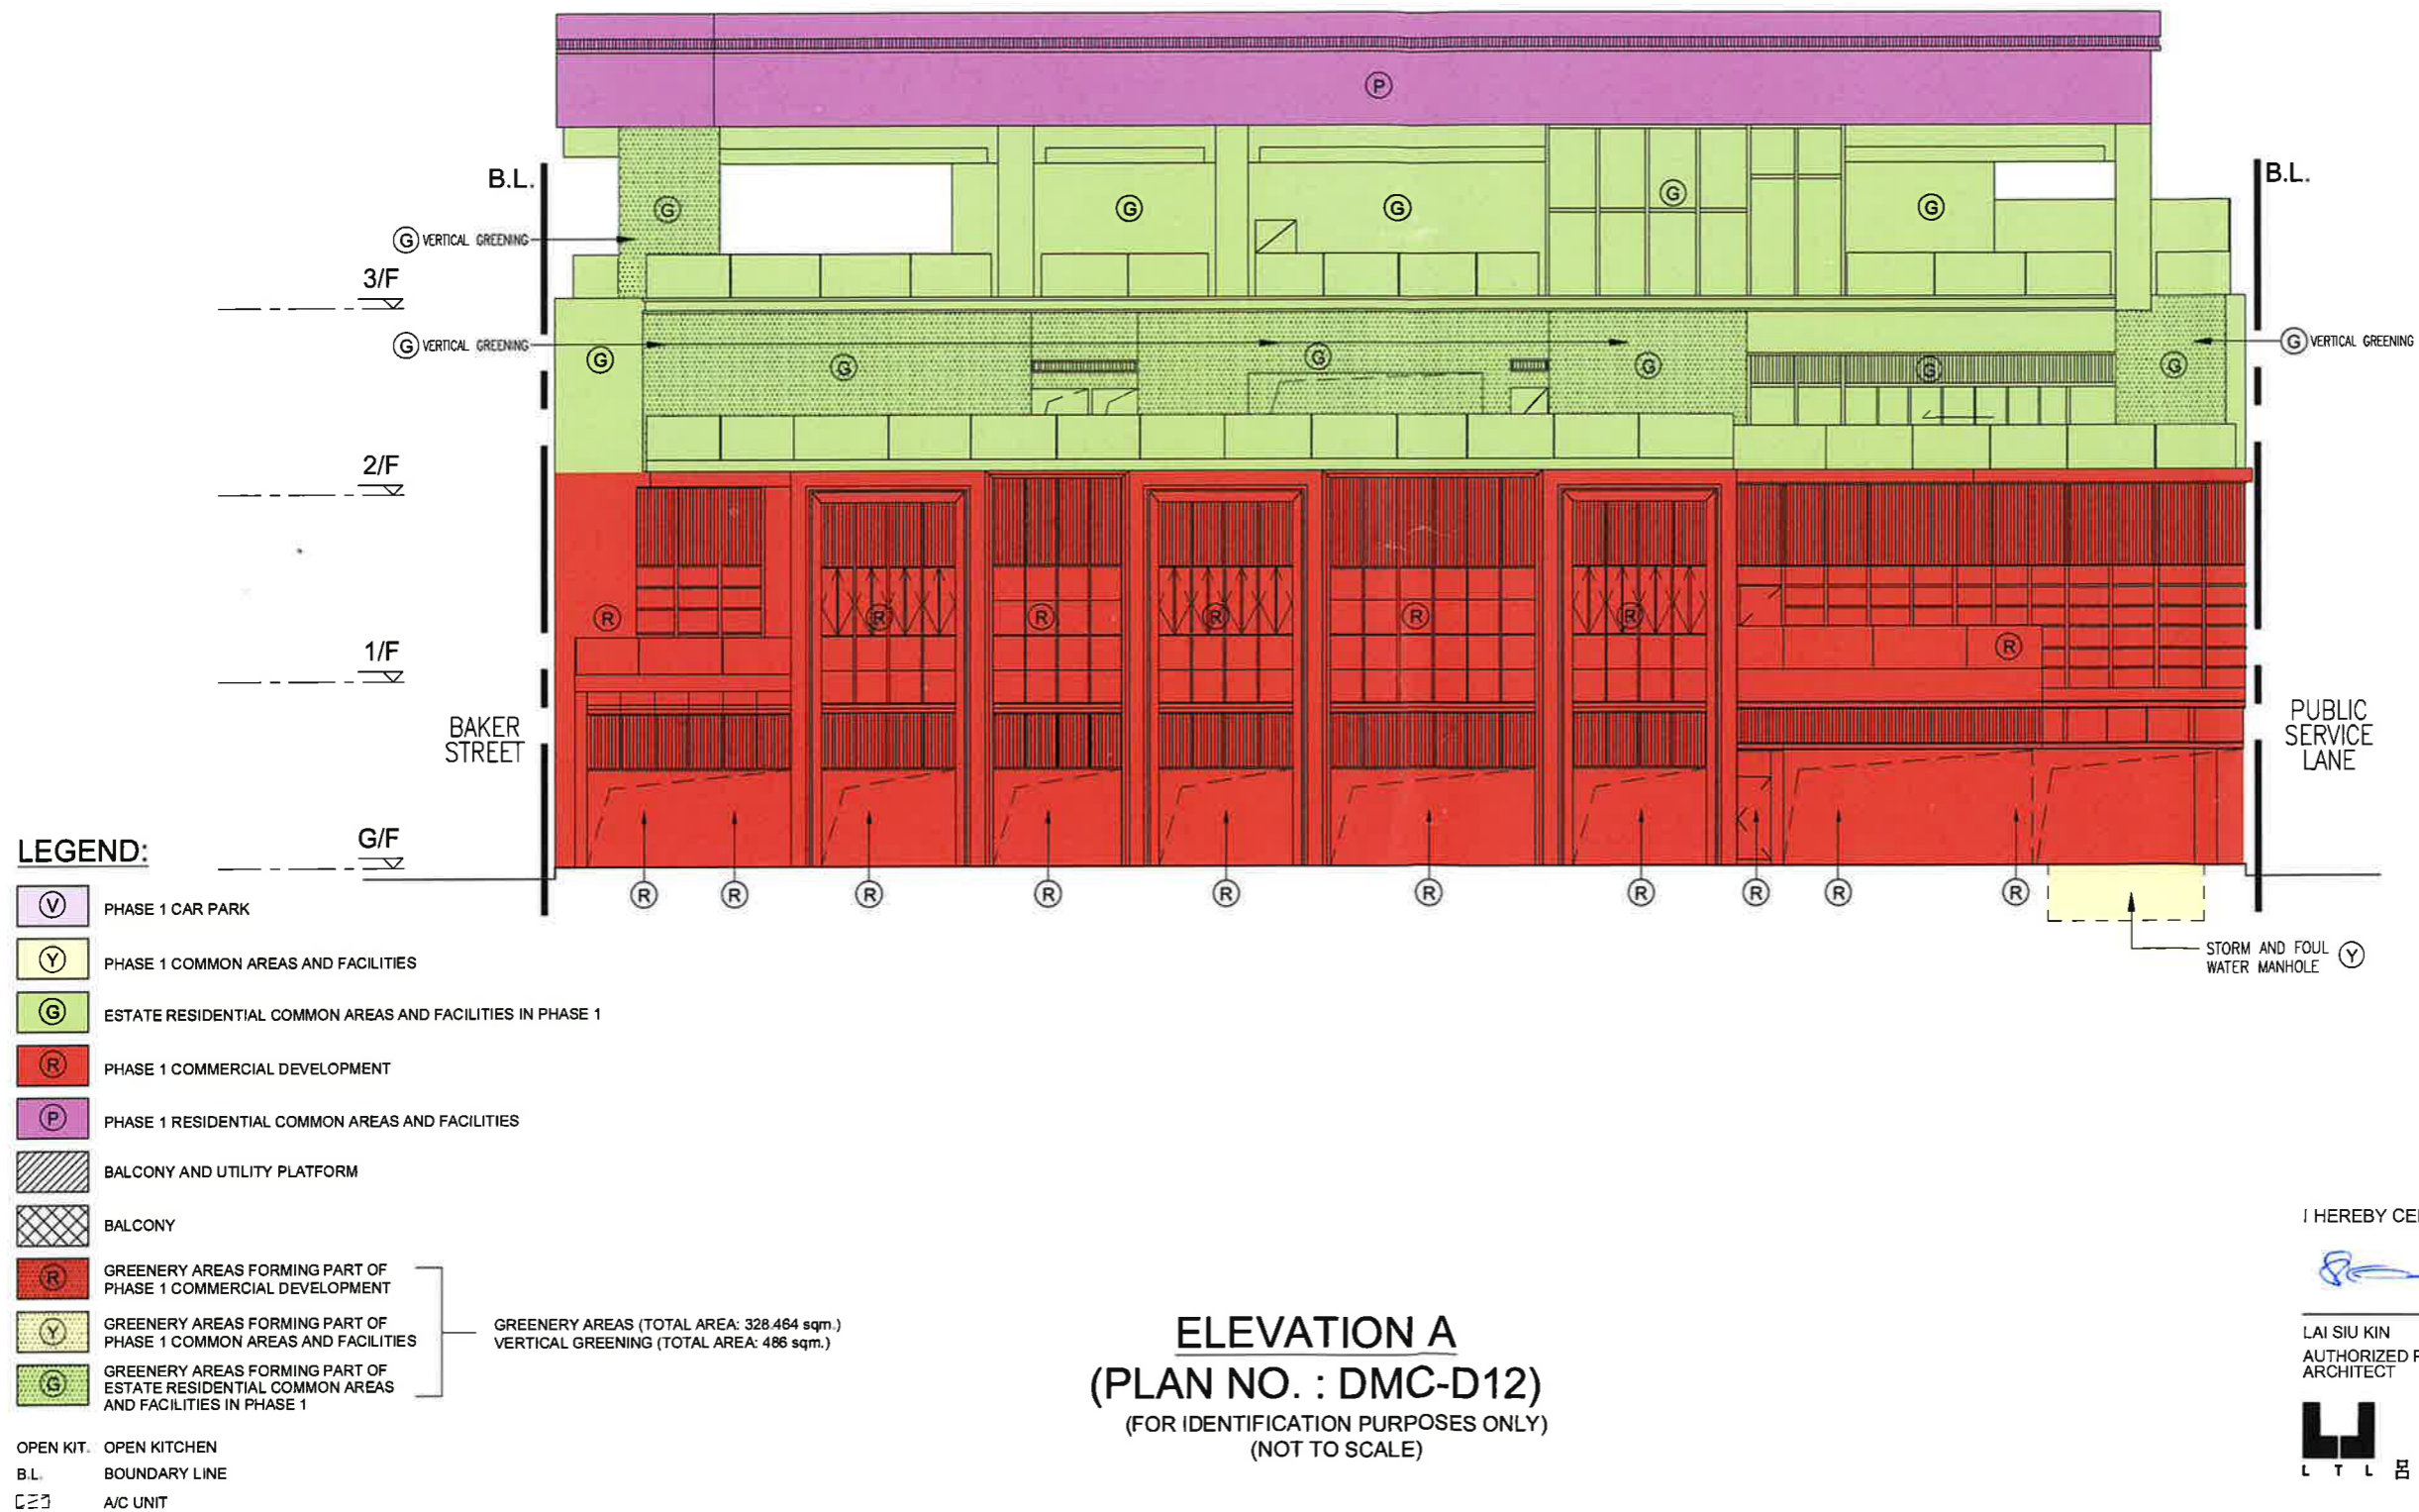 P
B.L.
B.L.
G
G
G
G
G
G VERTICAL GREENING
3/F
G VERTICAL GREENING
G
G
G
G
G
G
G VERTICAL GREENING
2/F
R
R
R
R
R
R
R
1/F
BAKER
STREET
PUBLIC
SERVICE
LANE
G/F
R
R
R
R
R
R
R
R
R
R
STORM AND FOUL
WATER MANHOLE
Y
LEGEND:
V PHASE 1 CAR PARK
Y PHASE 1 COMMON AREAS AND FACILITIES
G ESTATE RESIDENTIAL COMMON AREAS AND FACILITIES IN PHASE 1
R PHASE 1 COMMERCIAL DEVELOPMENT
P PHASE 1 RESIDENTIAL COMMON AREAS AND FACILITIES
BALCONY AND UTILITY PLATFORM
BALCONY
R GREENERY AREAS FORMING PART OF
PHASE 1 COMMERCIAL DEVELOPMENT
Y GREENERY AREAS FORMING PART OF
PHASE 1 COMMON AREAS AND FACILITIES
G GREENERY AREAS FORMING PART OF
ESTATE RESIDENTIAL COMMON AREAS
AND FACILITIES IN PHASE 1
GREENERY AREAS (TOTAL AREA: 328.464 sqm.)
VERTICAL GREENING (TOTAL AREA: 486 sqm.)
OPEN KIT. OPEN KITCHEN
B.L. BOUNDARY LINE
A/C UNIT
ELEVATION A
(PLAN NO. : DMC-D12)
(FOR IDENTIFICATION PURPOSES ONLY)
(NOT TO SCALE)
I HEREBY CE
LAI SIU KIN
AUTHORIZED
ARCHITECT
L T L 呂